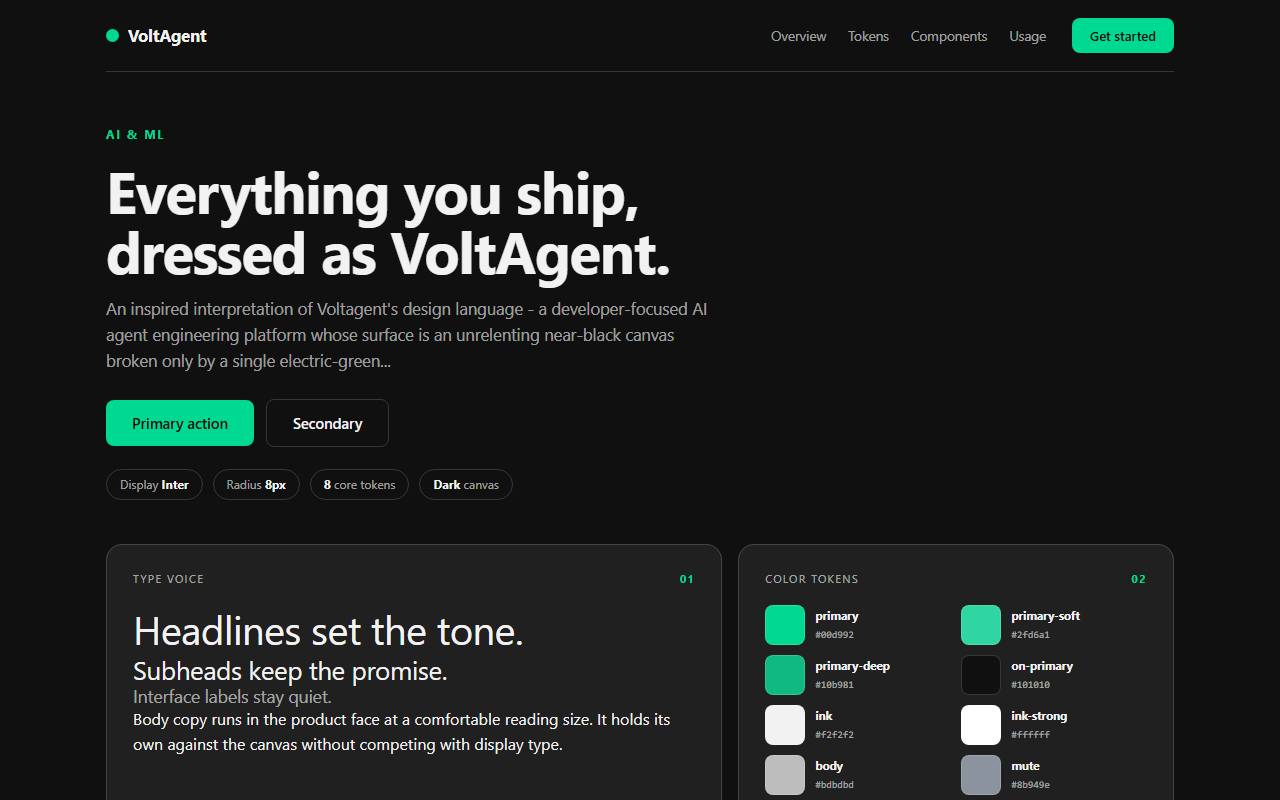 VoltAgent
Overview Tokens Components Usage Get started
AI & ML
Everything you ship,
dressed as VoltAgent.
An inspired interpretation of Voltagent's design language - a developer-focused AI
agent engineering platform whose surface is an unrelenting near-black canvas
broken only by a single electric-green...
Primary action Secondary
Display Inter Radius 8px 8 core tokens Dark canvas
TYPE VOICE 01
Headlines set the tone.
Subheads keep the promise.
Interface labels stay quiet.
Body copy runs in the product face at a comfortable reading size. It holds its
own against the canvas without competing with display type.
COLOR TOKENS 02
primary
#00d992
primary-soft
#2fd6a1
primary-deep
#10b981
on-primary
#101010
ink
#f2f2f2
ink-strong
#ffffff
body
#bdbdbd
mute
#8b949e